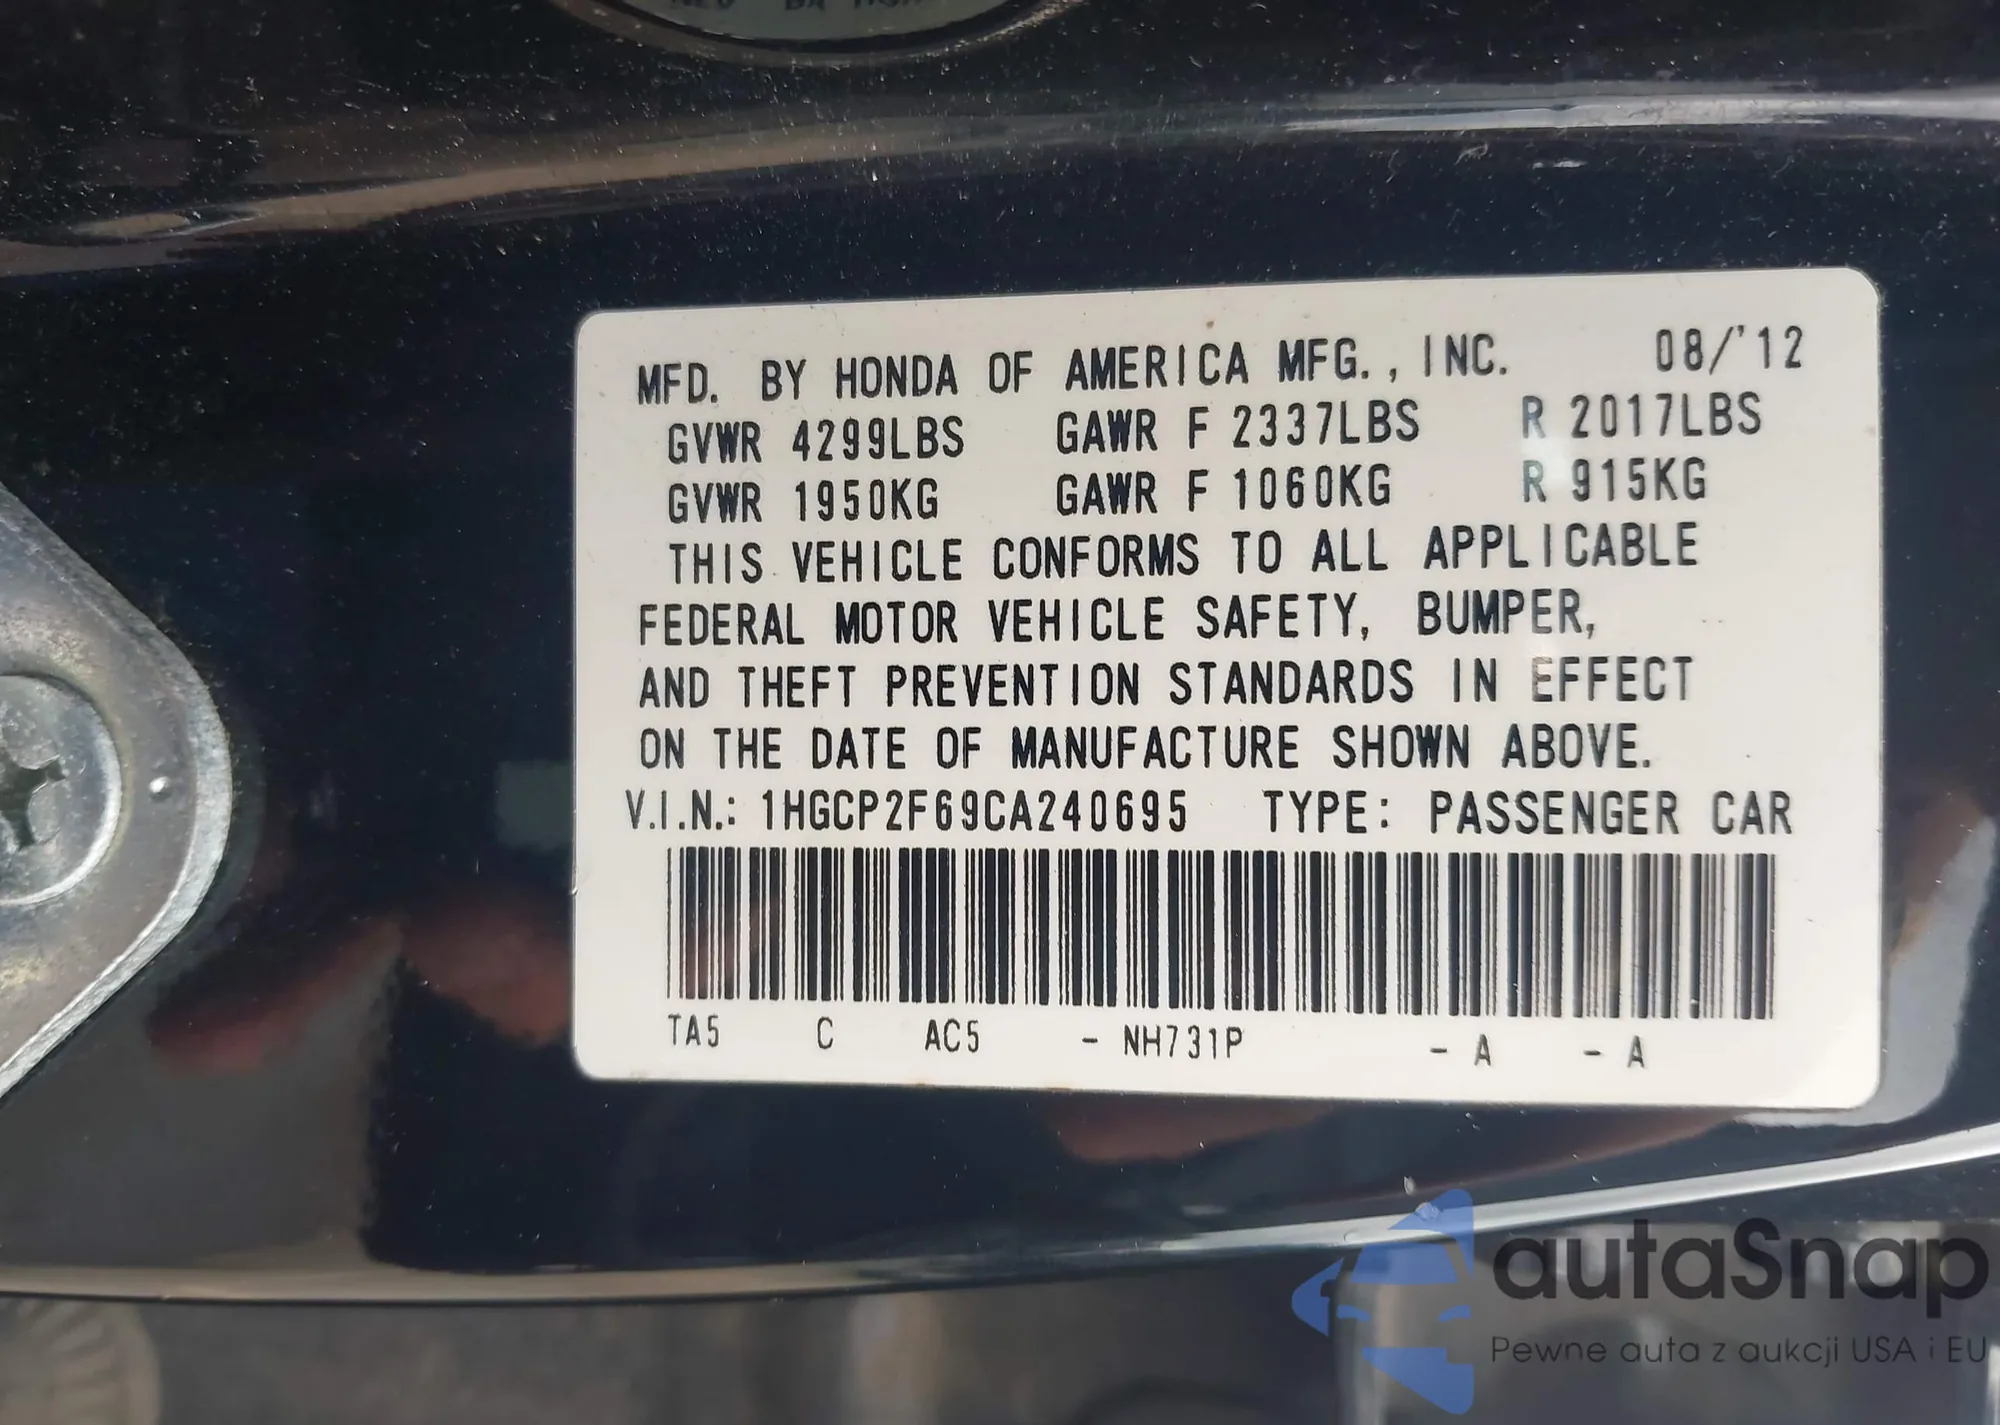 MFD. BY HONDA OF AMERICA MFG., INC. 08/'12
GVWR 4299LBS GAWR F 2337LBS R 2017LBS
GVWR 1950KG GAWR F 1060KG R 915KG
THIS VEHICLE CONFORMS TO ALL APPLICABLE
FEDERAL MOTOR VEHICLE SAFETY, BUMPER,
AND THEFT PREVENTION STANDARDS IN EFFECT
ON THE DATE OF MANUFACTURE SHOWN ABOVE.
V.I.N.: 1HGCP2F69CA240695 TYPE: PASSENGER CAR
TA5 C AC5 - NH731P - A - A
autaSnap
Pewne auta z aukcji USA i EU